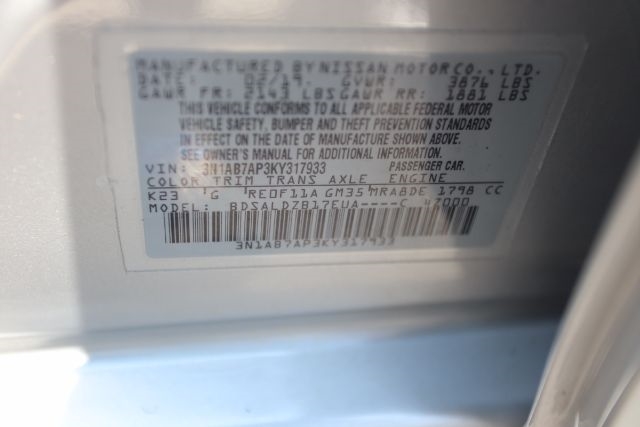 MANUFACTURED BY NISSAN MOTOR CO., LTD.
DATE: 02/19. GVWR: 3876 LBS
GAWR FR: 2143 LBS GAWR RR: 1881 LBS
THIS VEHICLE CONFORMS TO ALL APPLICABLE FEDERAL MOTOR
VEHICLE SAFETY, BUMPER AND THEFT PREVENTION STANDARDS
IN EFFECT ON THE DATE OF MANUFACTURE SHOWN ABOVE.
SEE OWNER'S MANUAL FOR ADDITIONAL INFORMATION.
VIN: 3N1AB7AP3KY317933 PASSENGER CAR.
COLOR TRIM TRANS AXLE ENGINE
K23 G RE0F11A GM35 MRA8DE 1798 CC
MODEL: BDSALDZB17EUA----C 47000
3N1AB7AP3KY317933